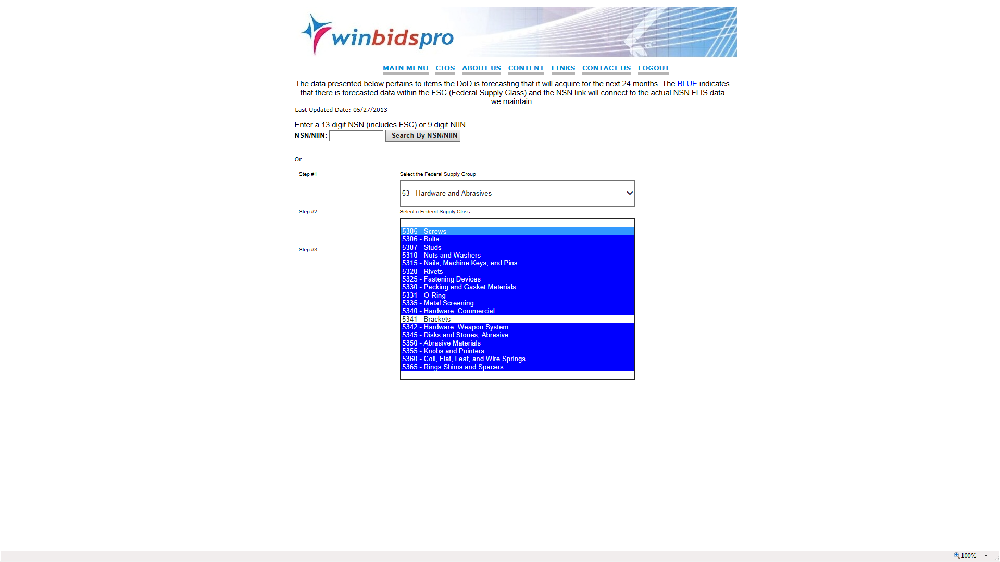 winbidspro
MAIN MENU CIOS ABOUT US CONTENT LINKS CONTACT US LOGOUT
The data presented below pertains to items the DoD is forecasting that it will acquire for the next 24 months. The BLUE indicates
that there is forecasted data within the FSC (Federal Supply Class) and the NSN link will connect to the actual NSN FLIS data
we maintain.
Last Updated Date: 05/27/2013
Enter a 13 digit NSN (includes FSC) or 9 digit NIIN
NSN/NIIN: Search By NSN/NIIN
Or
Step #1 Select the Federal Supply Group
53 - Hardware and Abrasives
Step #2 Select a Federal Supply Class
5305 - Screws
5306 - Bolts
5307 - Studs
Step #3:
5310 - Nuts and Washers
5315 - Nails, Machine Keys, and Pins
5320 - Rivets
5325 - Fastening Devices
5330 - Packing and Gasket Materials
5331 - O-Ring
5335 - Metal Screening
5340 - Hardware, Commercial
5341 - Brackets
5342 - Hardware, Weapon System
5345 - Disks and Stones, Abrasive
5350 - Abrasive Materials
5355 - Knobs and Pointers
5360 - Coil, Flat, Leaf, and Wire Springs
5365 - Rings Shims and Spacers
100%